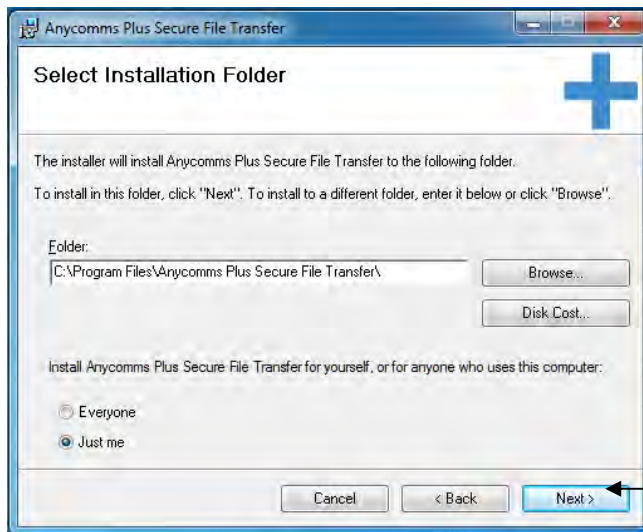 Anycomms Plus Secure File Transfer
Select Installation Folder
The installer will install Anycomms Plus Secure File Transfer to the following folder.
To install in this folder, click "Next". To install to a different folder, enter it below or click "Browse".
Folder:
C:\Program Files\Anycomms Plus Secure File Transfer\
Browse...
Disk Cost...
Install Anycomms Plus Secure File Transfer for yourself, or for anyone who uses this computer:
Everyone
Just me
Cancel
< Back
Next >